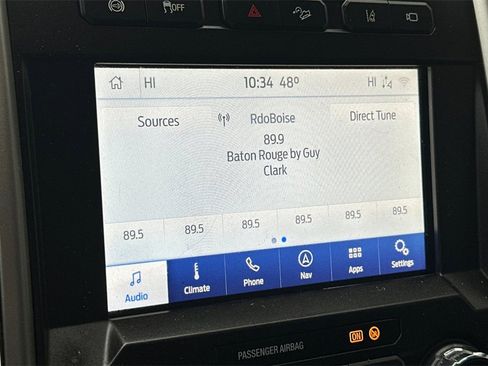 OFF
HI 10:34 48° HI
Sources RdoBoise Direct Tune
89.9
Baton Rouge by Guy
Clark
89.5 89.5 89.5 89.5 89.5 89.5
Audio Climate Phone Nav Apps Settings
PASSENGER AIRBAG ON